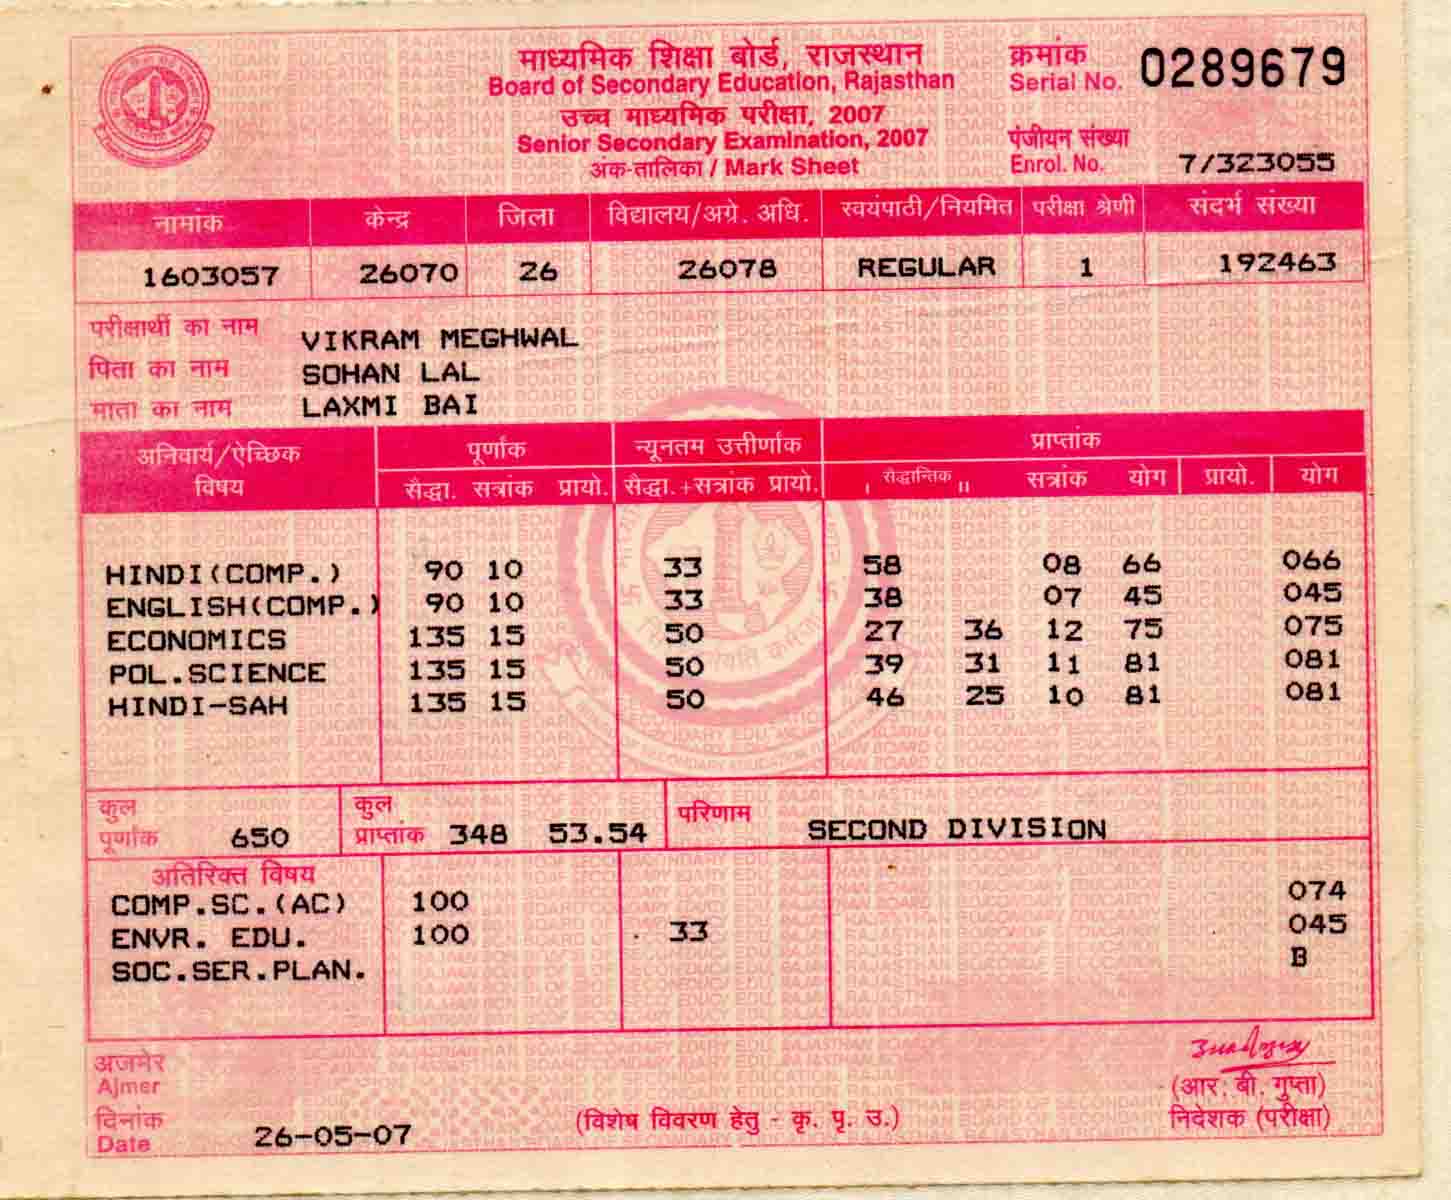 माध्यमिक शिक्षा बोर्ड, राजस्थान
Board of Secondary Education, Rajasthan
उच्च माध्यमिक परीक्षा, 2007
Senior Secondary Examination, 2007
अंक-तालिका / Mark Sheet
क्रमांक
Serial No. 0289679
पंजीयन संख्या
Enrol. No. 7/323055
नामांक केन्द्र जिला विद्यालय/अग्रे. अधि. स्वयंपाठी/नियमित परीक्षा श्रेणी संदर्भ संख्या
1603057 26070 26 26078 REGULAR 1 192463
परीक्षार्थी का नाम VIKRAM MEGHWAL
पिता का नाम SOHAN LAL
माता का नाम LAXMI BAI
अनिवार्य/ऐच्छिक पूर्णांक न्यूनतम उत्तीर्णांक प्राप्तांक
विषय सैद्धा. सत्रांक प्रायो. सैद्धा.+सत्रांक प्रायो. । सैद्धान्तिक ॥ सत्रांक योग प्रायो. योग
HINDI(COMP.) 90 10 33 58 08 66 066
ENGLISH(COMP.) 90 10 33 38 07 45 045
ECONOMICS 135 15 50 27 36 12 75 075
POL.SCIENCE 135 15 50 39 31 11 81 081
HINDI-SAH 135 15 50 46 25 10 81 081
कुल पूर्णांक 650 कुल प्राप्तांक 348 53.54 परिणाम SECOND DIVISION
अतिरिक्त विषय
COMP.SC.(AC) 100 074
ENVR. EDU. 100 33 045
SOC.SER.PLAN. B
अजमेर
Ajmer
दिनांक
Date 26-05-07
(विशेष विवरण हेतु - कृ. पृ. उ.)
(आर. बी. गुप्ता)
निदेशक (परीक्षा)